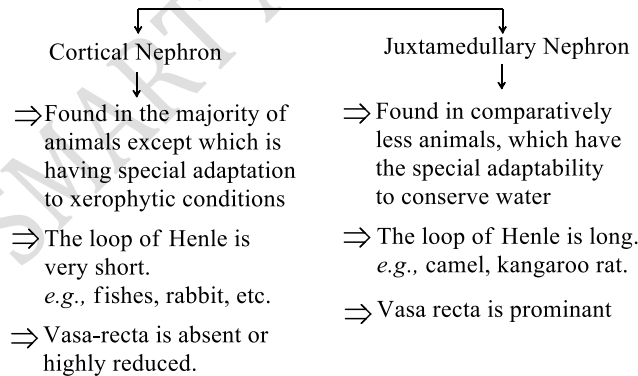 Cortical Nephron
⇒ Found in the majority of
animals except which is
having special adaptation
to xerophytic conditions
⇒ The loop of Henle is
very short.
e.g., fishes, rabbit, etc.
⇒ Vasa-recta is absent or
highly reduced.
Juxtamedullary Nephron
⇒ Found in comparatively
less animals, which have
the special adaptability
to conserve water
⇒ The loop of Henle is long.
e.g., camel, kangaroo rat.
⇒ Vasa recta is prominant
SMART